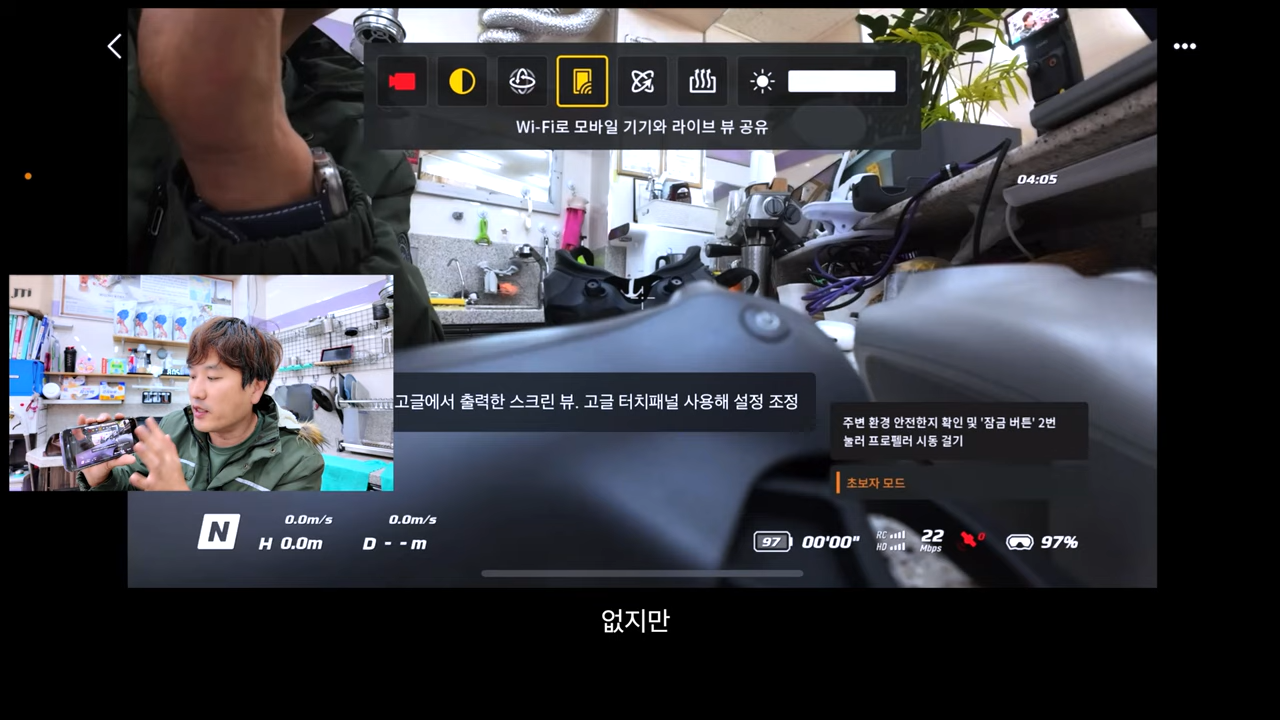 Wi-Fi로 모바일 기기와 라이브 뷰 공유
04:05
고글에서 출력한 스크린 뷰. 고글 터치패널 사용해 설정 조정
주변 환경 안전한지 확인 및 '잠금 버튼' 2번
눌러 프로펠러 시동 걸기
초보자 모드
N
0.0m/s 0.0m/s
H 0.0m D - - m
97 00'00"
RC
HD
22
Mbps
0
97%
없지만